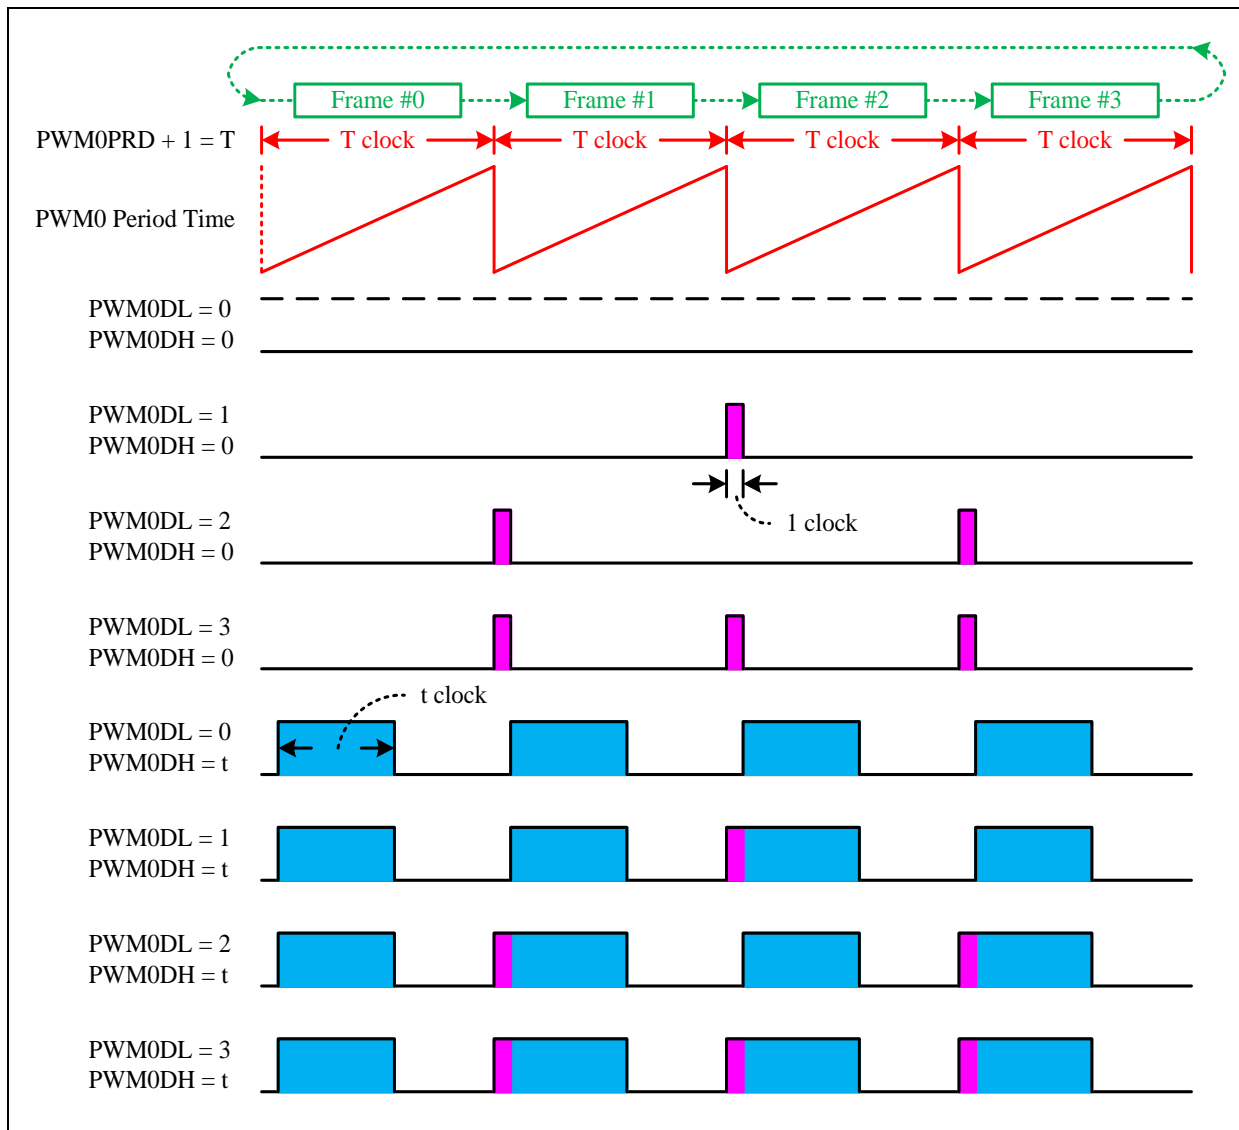 Frame #0 Frame #1 Frame #2 Frame #3
PWM0PRD + 1 = T T clock T clock T clock T clock
PWM0 Period Time
PWM0DL = 0
PWM0DH = 0
PWM0DL = 1
PWM0DH = 0
1 clock
PWM0DL = 2
PWM0DH = 0
PWM0DL = 3
PWM0DH = 0
t clock
PWM0DL = 0
PWM0DH = t
PWM0DL = 1
PWM0DH = t
PWM0DL = 2
PWM0DH = t
PWM0DL = 3
PWM0DH = t